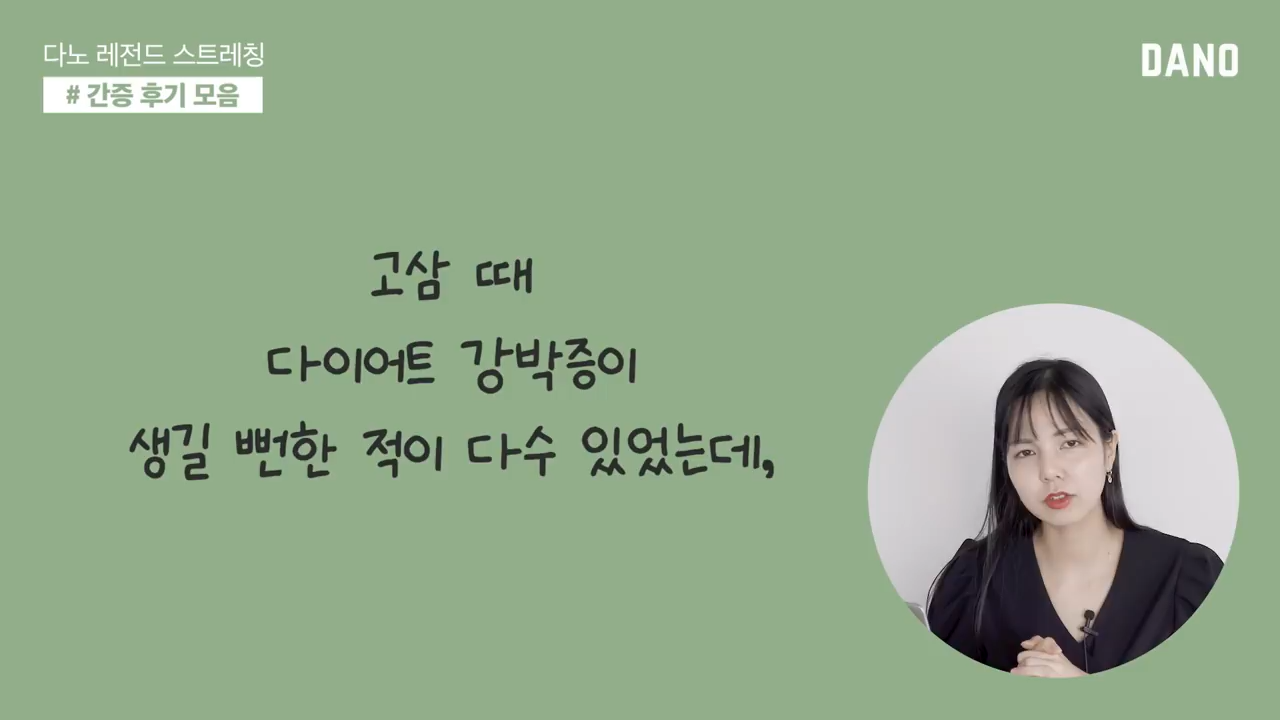 다노 레전드 스트레칭
# 간증 후기 모음
DANO
고삼 때
다이어트 강박증이
생길 뻔한 적이 다수 있었는데,